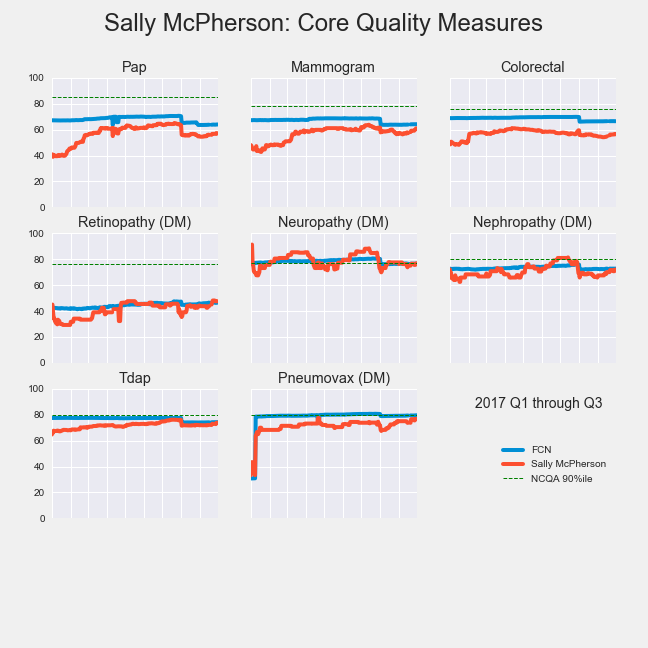 Sally McPherson: Core Quality Measures
Pap
Mammogram
Colorectal
100
80
60
40
20
0
Retinopathy (DM)
Neuropathy (DM)
Nephropathy (DM)
100
80
60
40
20
0
Tdap
Pneumovax (DM)
100
80
60
40
20
0
2017 Q1 through Q3
FCN
Sally McPherson
NCQA 90%ile